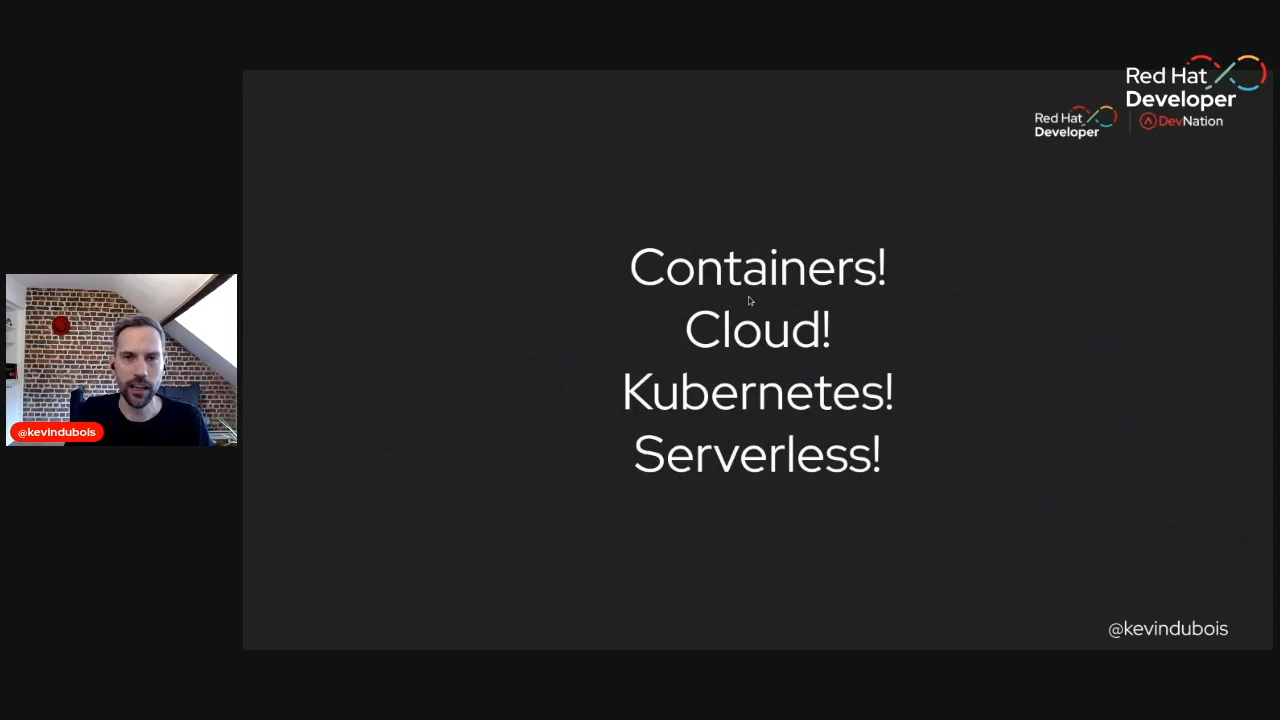 Red Hat
Developer
Red Hat
Developer
DevNation
Containers!
Cloud!
Kubernetes!
Serverless!
@kevindubois
@kevindubois